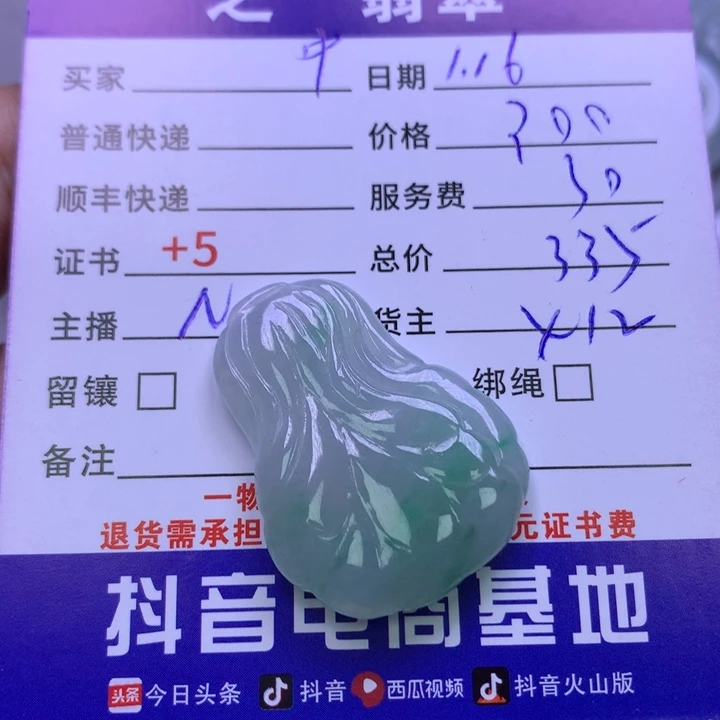 之 翡翠
买家 中 日期 1.16
普通快递 价格 300
顺丰快递 服务费 30
证书 +5 总价 335
主播 N 货主 Y12
留镶 绑绳
备注
一物
退货需承担 元证书费
抖音电商基地
头条 今日头条 抖音 西瓜视频 抖音火山版